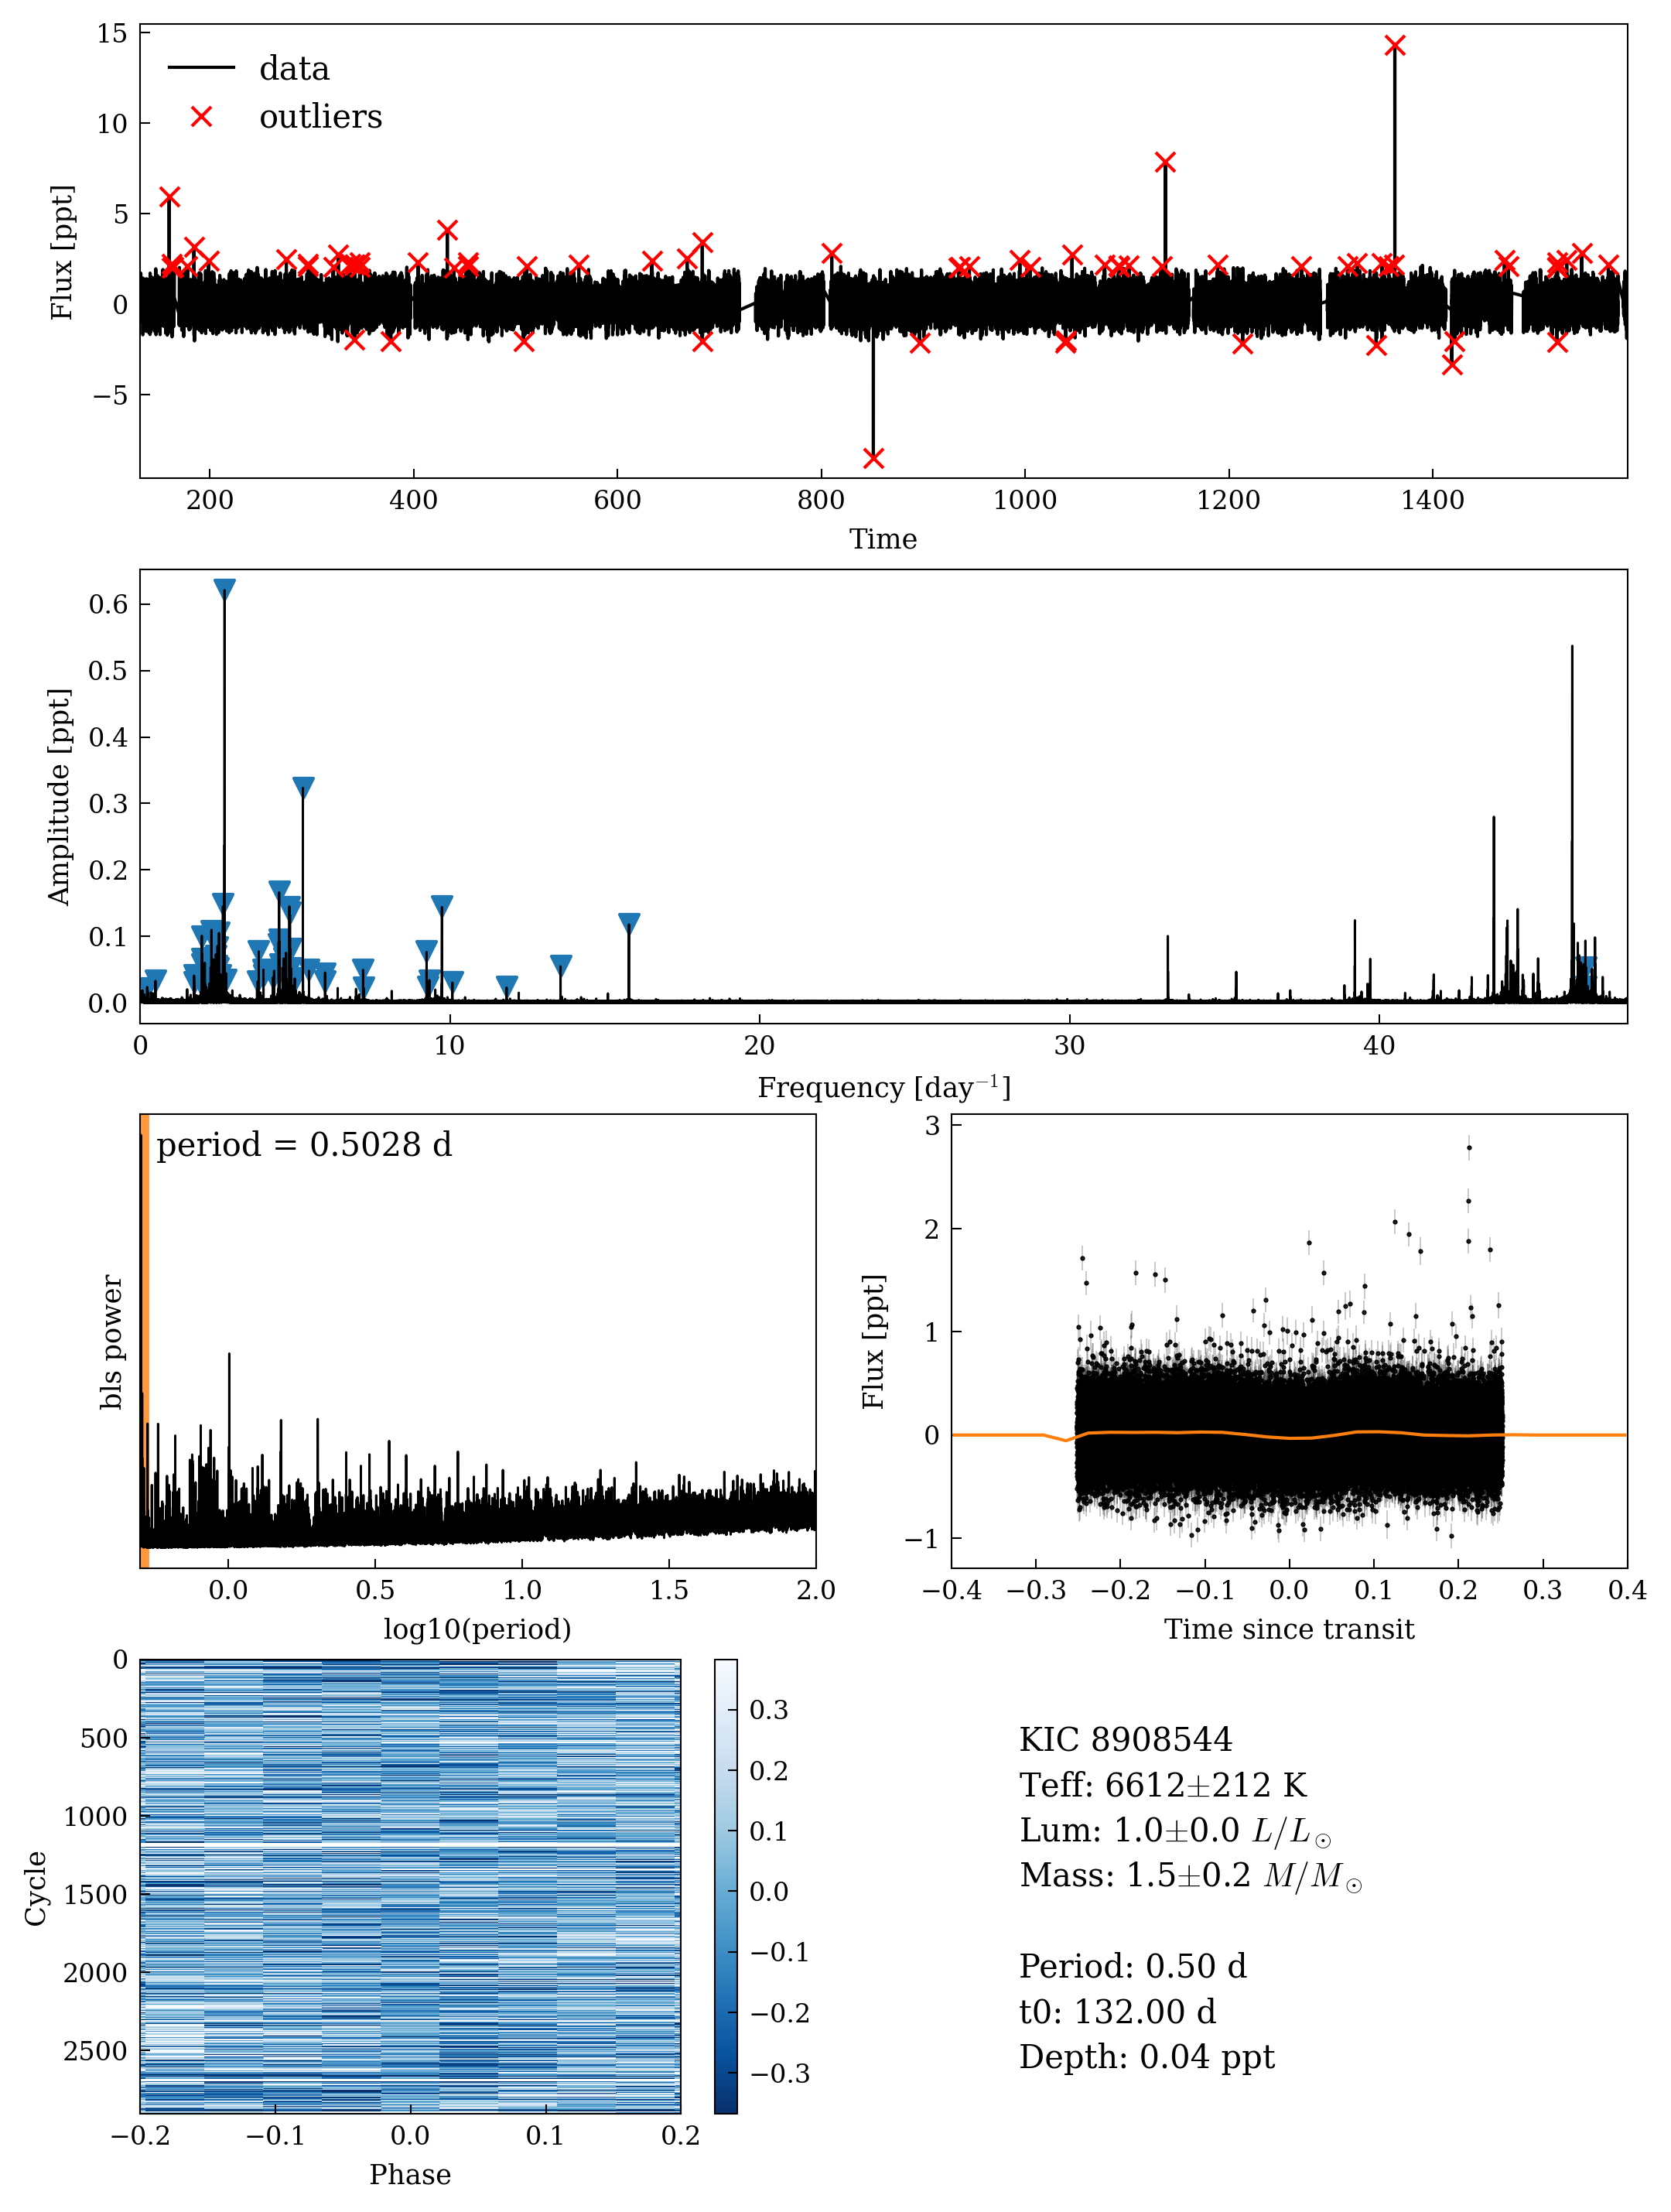 15
10
5
0
−5
Flux [ppt]
data
outliers
200 400 600 800 1000 1200 1400
Time
0.6
0.5
0.4
0.3
0.2
0.1
0.0
Amplitude [ppt]
0 10 20 30 40
Frequency [day⁻¹]
period = 0.5028 d
bls power
0.0 0.5 1.0 1.5 2.0
log10(period)
3
2
1
0
−1
Flux [ppt]
−0.4 −0.3 −0.2 −0.1 0.0 0.1 0.2 0.3 0.4
Time since transit
0
500
1000
1500
2000
2500
Cycle
−0.2 −0.1 0.0 0.1 0.2
Phase
0.3
0.2
0.1
0.0
−0.1
−0.2
−0.3
KIC 8908544
Teff: 6612±212 K
Lum: 1.0±0.0 L/L☉
Mass: 1.5±0.2 M/M☉
Period: 0.50 d
t0: 132.00 d
Depth: 0.04 ppt